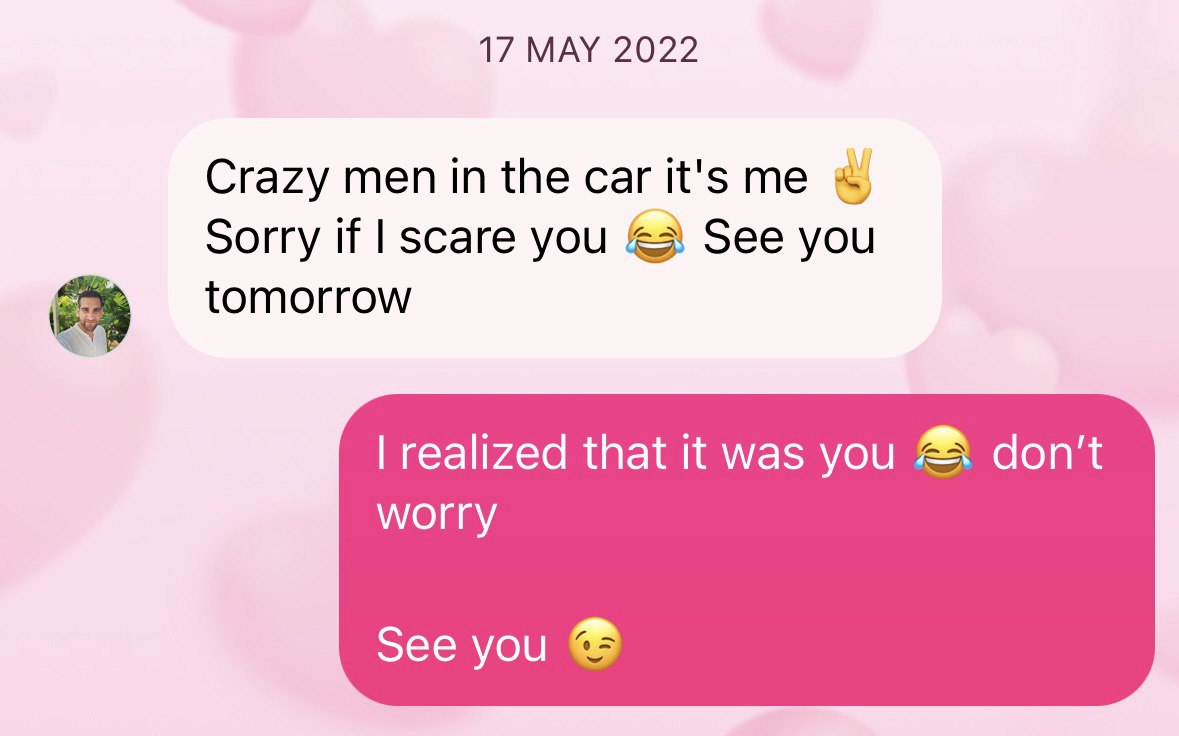 17 MAY 2022
Crazy men in the car it's me ✌️
Sorry if I scare you 😂 See you
tomorrow
I realized that it was you 😂 don’t
worry
See you 😉